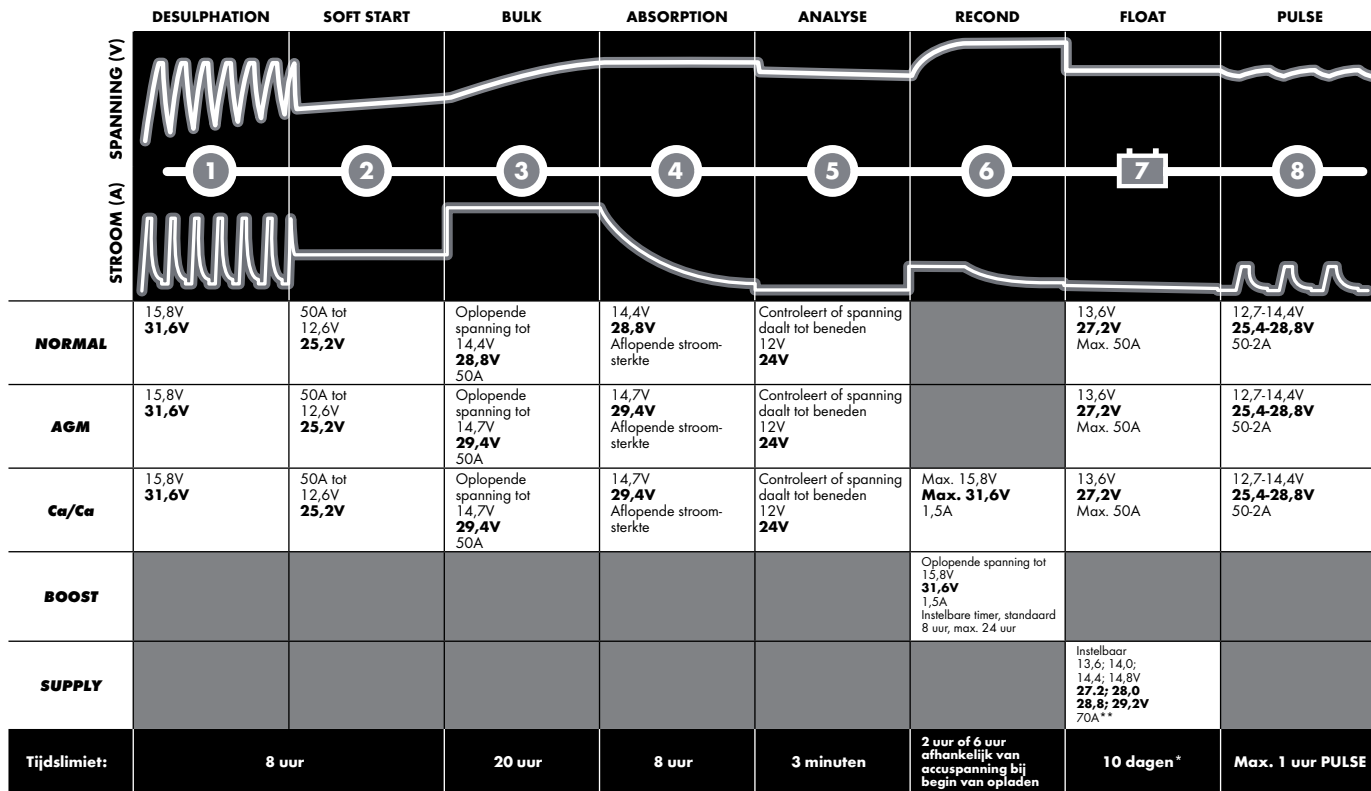 DESULPHATION SOFT START BULK ABSORPTION ANALYSE RECOND FLOAT PULSE
SPANNING (V)
1 2 3 4 5 6 7 8
STROOM (A)
NORMAL
15,8V
31,6V
50A tot
12,6V
25,2V
Oplopende
spanning tot
14,4V
28,8V
50A
14,4V
28,8V
Aflopende stroom-
sterkte
Controleert of spanning
daalt tot beneden
12V
24V
13,6V
27,2V
Max. 50A
12,7-14,4V
25,4-28,8V
50-2A
AGM
15,8V
31,6V
50A tot
12,6V
25,2V
Oplopende
spanning tot
14,7V
29,4V
50A
14,7V
29,4V
Aflopende stroom-
sterkte
Controleert of spanning
daalt tot beneden
12V
24V
13,6V
27,2V
Max. 50A
12,7-14,4V
25,4-28,8V
50-2A
Ca/Ca
15,8V
31,6V
50A tot
12,6V
25,2V
Oplopende
spanning tot
14,7V
29,4V
50A
14,7V
29,4V
Aflopende stroom-
sterkte
Controleert of spanning
daalt tot beneden
12V
24V
Max. 15,8V
Max. 31,6V
1,5A
13,6V
27,2V
Max. 50A
12,7-14,4V
25,4-28,8V
50-2A
BOOST
Oplopende spanning tot
15,8V
31,6V
1,5A
Instelbare timer, standaard
8 uur, max. 24 uur
SUPPLY
Instelbaar
13,6; 14,0;
14,4; 14,8V
27.2; 28,0
28,8; 29,2V
70A**
Tijdslimiet:
8 uur
20 uur
8 uur
3 minuten
2 uur of 6 uur
afhankelijk van
accuspanning bij
begin van opladen
10 dagen*
Max. 1 uur PULSE